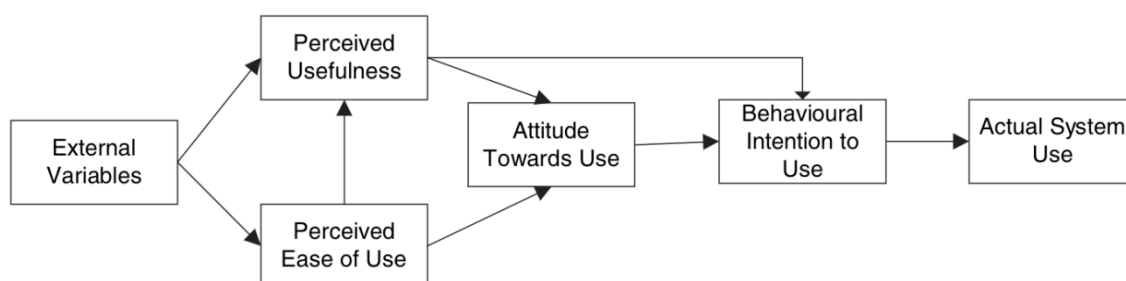 Perceived
Usefulness
External
Variables
Perceived
Ease of Use
Attitude
Towards Use
Behavioural
Intention to
Use
Actual System
Use